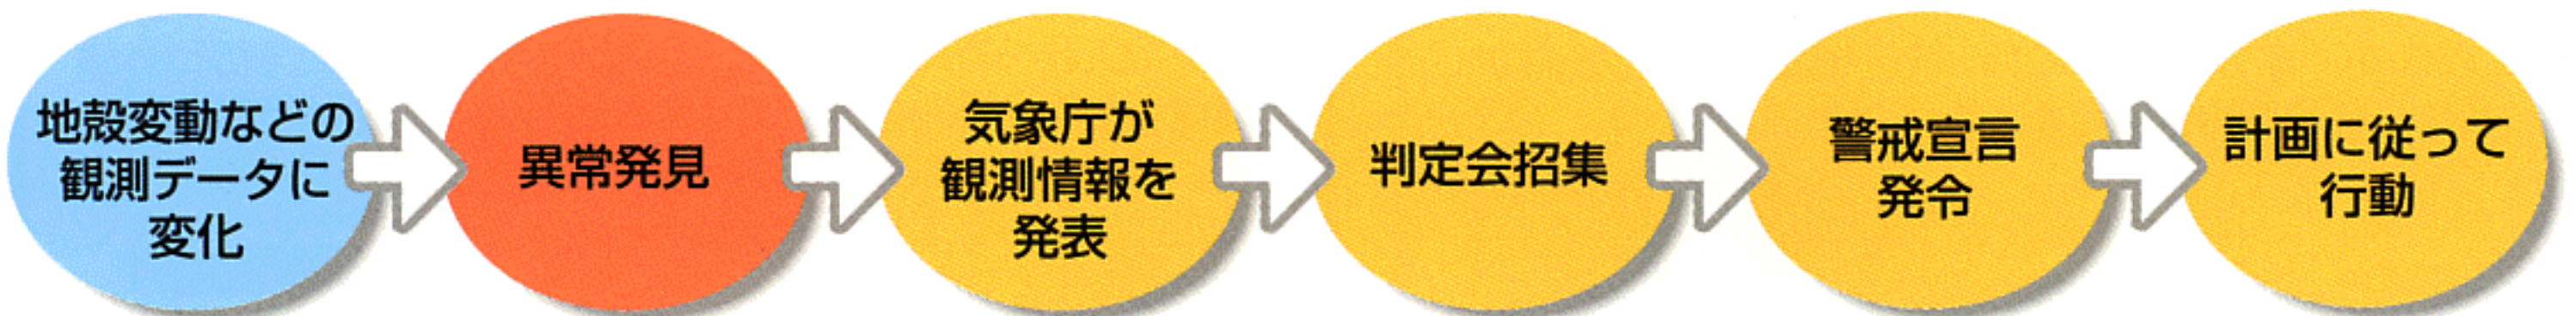 地殻変動などの
観測データに
変化
異常発見
気象庁が
観測情報を
発表
判定会招集
警戒宣言
発令
計画に従って
行動